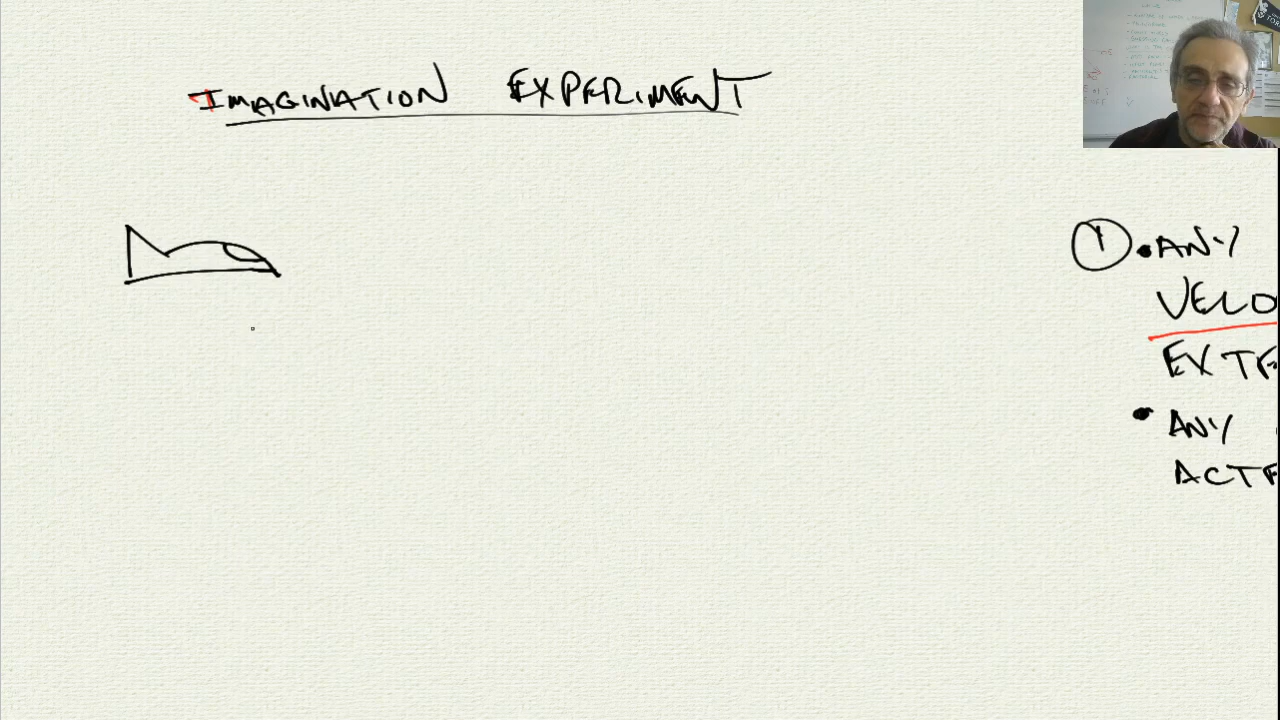 IMAGINATION EXPERIMENT
1 • ANY
VELO
EXTE
• ANY
ACTE